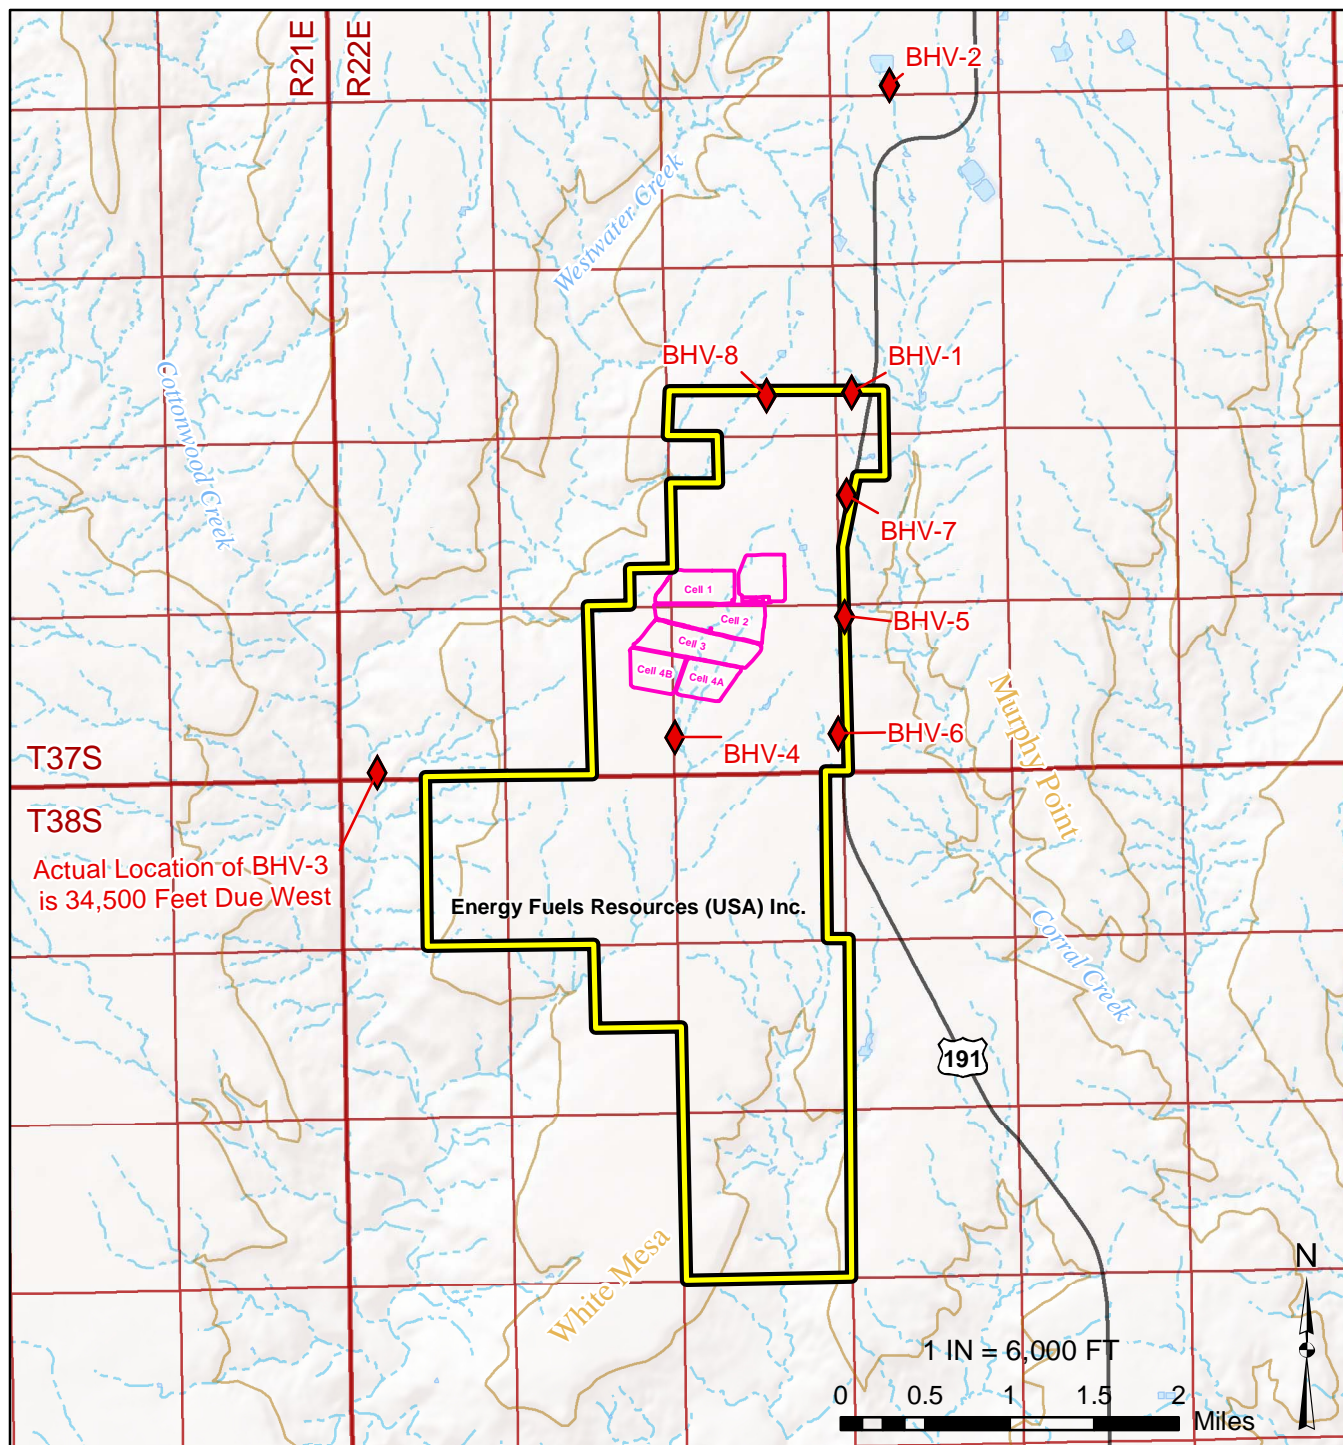 R21E
R22E
BHV-2
Westwater Creek
BHV-8
BHV-1
Cottonwood Creek
BHV-7
Cell 1
Cell 2
BHV-5
Cell 3
Cell 4B
Cell 4A
Murphy Point
BHV-6
BHV-4
T37S
T38S
Actual Location of BHV-3
is 34,500 Feet Due West
Energy Fuels Resources (USA) Inc.
Corral Creek
191
White Mesa
N
1 IN = 6,000 FT
0 0.5 1 1.5 2
Miles